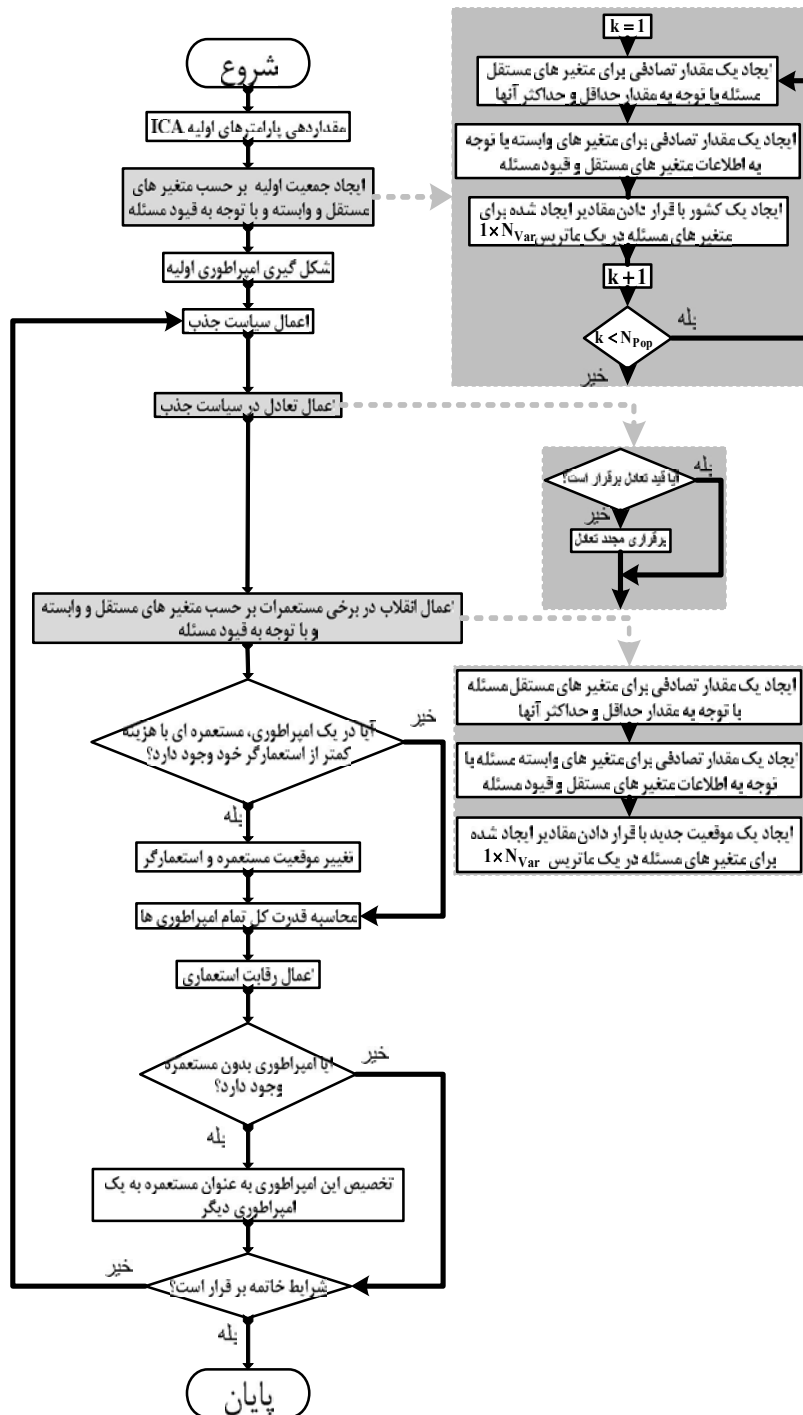 شروع
مقداردهی پارامترهای اولیه ICA
ایجاد جمعیت اولیه بر حسب متغیر های
مستقل و وابسته و با توجه به قیود مسئله
شکل گیری امپراطوری اولیه
اعمال سیاست جذب
عمال تعادل در سیاست جذب
عمال انقلاب در برخی مستعمرات بر حسب متغیر های مستقل و وابسته
و با توجه به قیود مسئله
آیا در یک امپراطوری، مستعمره ای با هزینه
کمتر از استعمارگر خود وجود دارد؟
خیر
بله
تغییر موقعیت مستعمره و استعمارگر
محاسبه قدرت کل تمام امپراطوری ها
عمال رقابت استعماری
ایا امپراطوری بدون مستعمره
وجود دارد؟
خیر
بله
تخصیص این امپراطوری به عنوان مستعمره به یک
امپراطوری دیگر
شرایط خاتمه بر قرار است؟
خیر
بله
پایان
k = 1
یجاد یک مقدار تصادفی برای متغیر های مستقل
مسئله با توجه به مقدار حداقل و حداکثر آنها
ایجاد یک مقدار تصادفی برای متغیر های وابسته با توجه
به اطلاعات متغیر های مستقل و قیود مسئله
ایجاد یک کشور با قرار دادن مقادیر ایجاد شده برای
متغیر های مسئله در یک ماتریس 1×N_Var
k + 1
k < N_Pop
بله
خیر
آیا قید تعادل برقرار است؟
بله
خیر
برقراری مجدد تعادل
ایجاد یک مقدار تصادفی برای متغیر های مستقل مسئله
با توجه به مقدار حداقل و حداکثر آنها
یجاد یک مقدار تصادفی برای متغیر های وابسته مسئله با
توجه به اطلاعات متغیر های مستقل و قیود مسئله
ایجاد یک موقعیت جدید با قرار دادن مقادیر ایجاد شده
برای متغیر های مسئله در یک ماتریس 1×N_Var